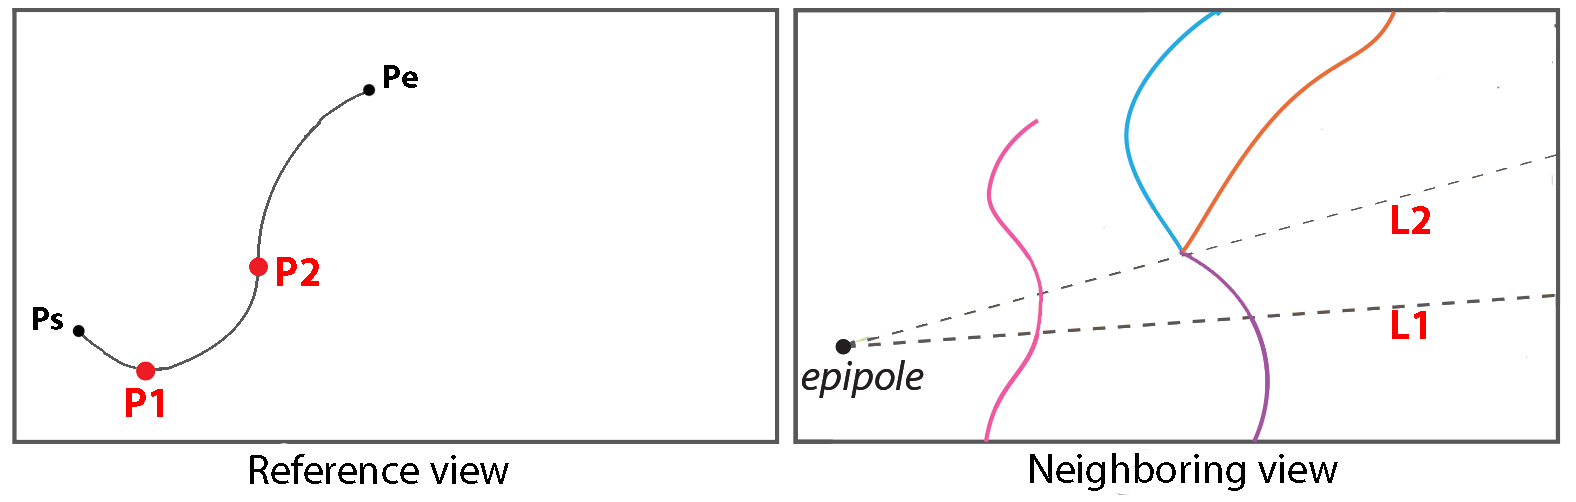 Pe
P2
Ps
P1
Reference view
L2
L1
epipole
Neighboring view